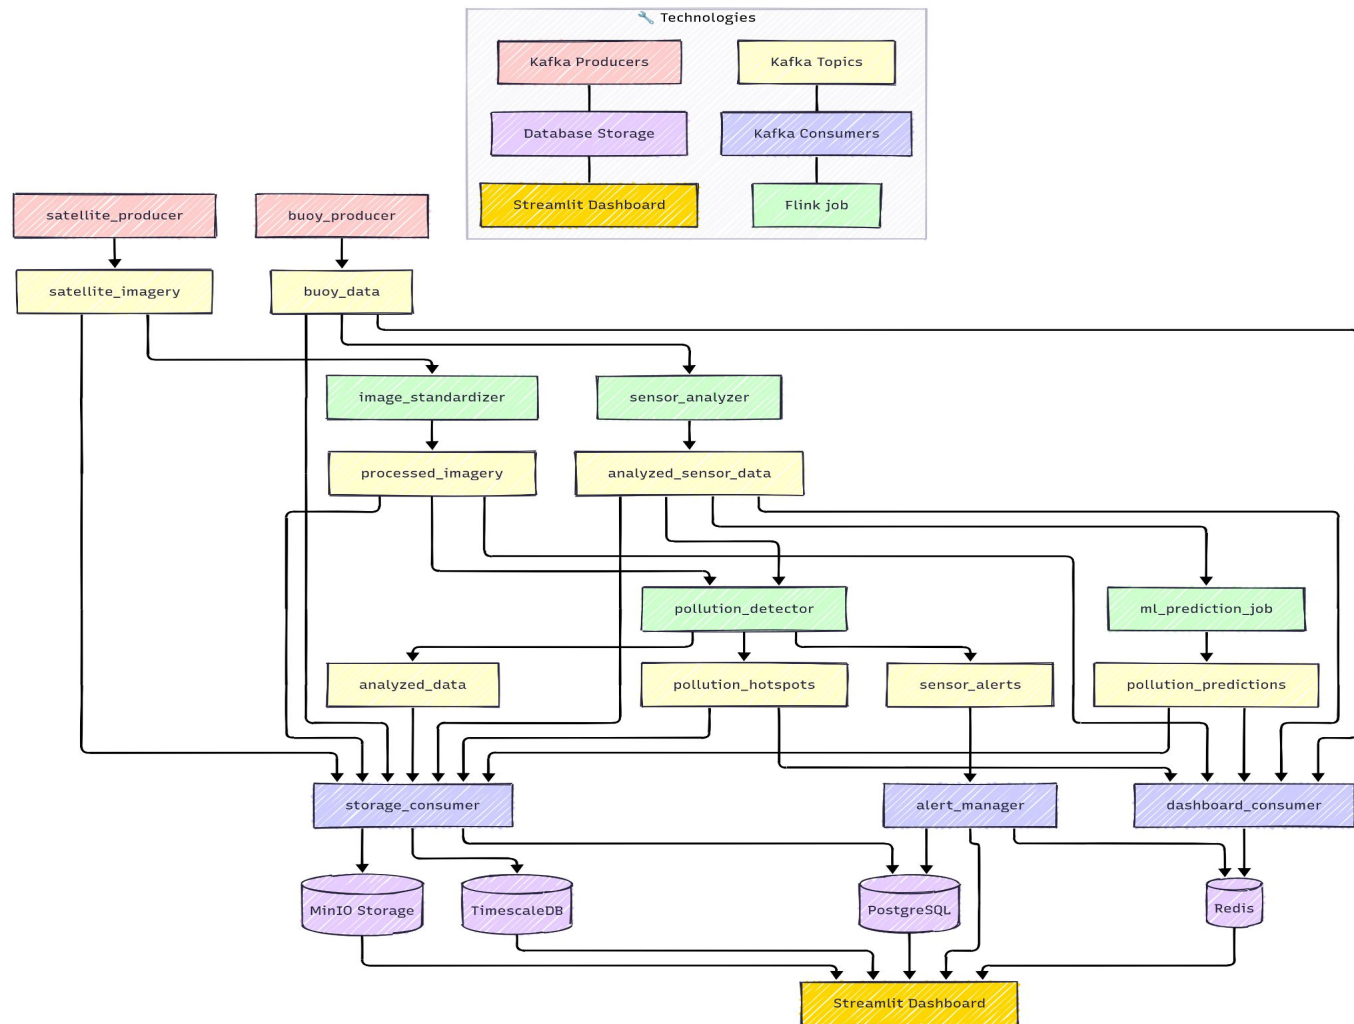 🔧 Technologies
Kafka Producers
Kafka Topics
Database Storage
Kafka Consumers
Streamlit Dashboard
Flink job
satellite_producer
buoy_producer
satellite_imagery
buoy_data
image_standardizer
sensor_analyzer
processed_imagery
analyzed_sensor_data
pollution_detector
ml_prediction_job
analyzed_data
pollution_hotspots
sensor_alerts
pollution_predictions
storage_consumer
alert_manager
dashboard_consumer
MinIO Storage
TimescaleDB
PostgreSQL
Redis
Streamlit Dashboard